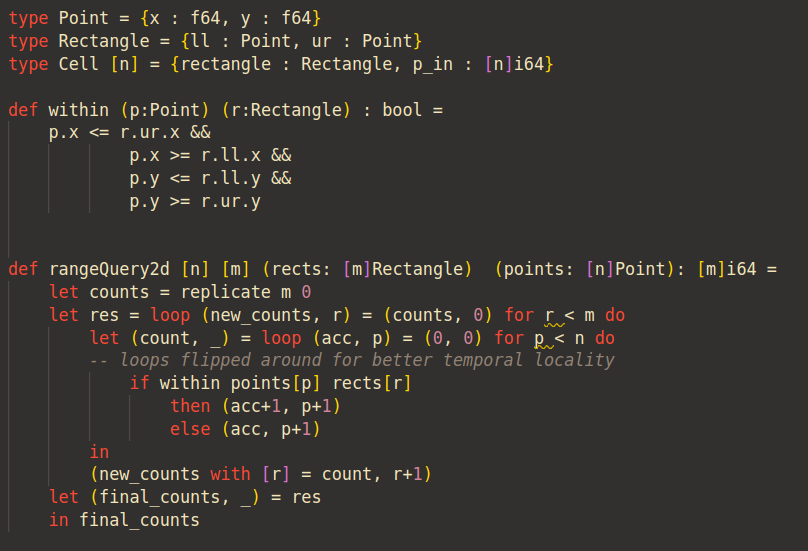 type Point = {x : f64, y : f64}
type Rectangle = {ll : Point, ur : Point}
type Cell [n] = {rectangle : Rectangle, p_in : [n]i64}
def within (p:Point) (r:Rectangle) : bool =
p.x <= r.ur.x &&
p.x >= r.ll.x &&
p.y <= r.ll.y &&
p.y >= r.ur.y
def rangeQuery2d [n] [m] (rects: [m]Rectangle)  (points: [n]Point): [m]i64 =
let counts = replicate m 0
let res = loop (new_counts, r) = (counts, 0) for r < m do
let (count, _) = loop (acc, p) = (0, 0) for p < n do
-- loops flipped around for better temporal locality
if within points[p] rects[r]
then (acc+1, p+1)
else (acc, p+1)
in
(new_counts with [r] = count, r+1)
let (final_counts, _) = res
in final_counts